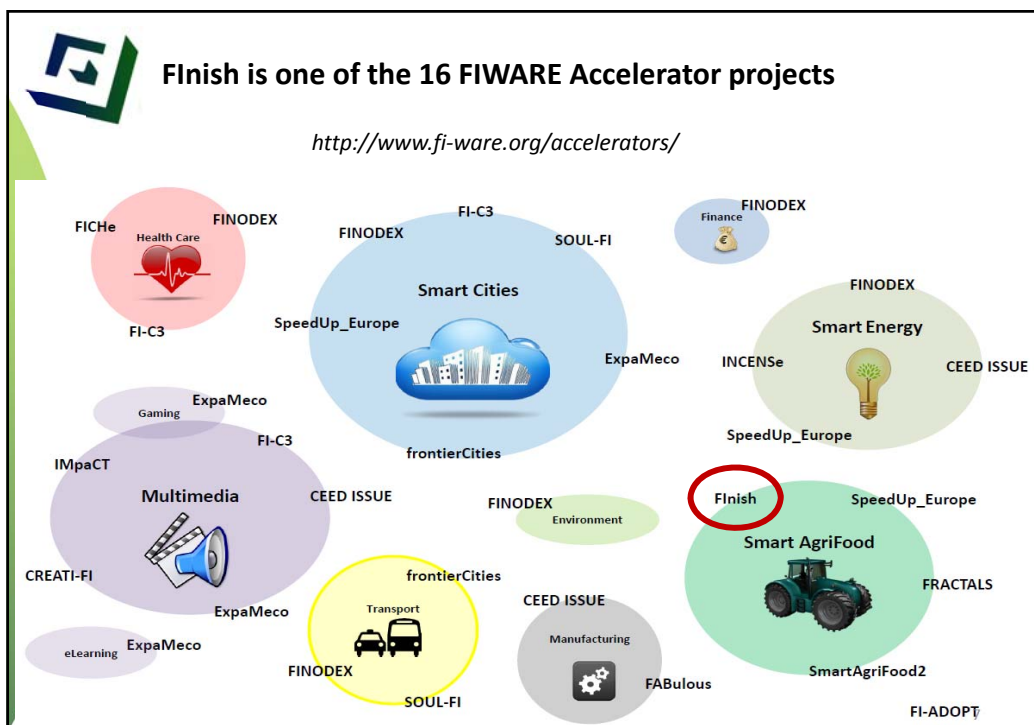 FInish is one of the 16 FIWARE Accelerator projects
http://www.fi-ware.org/accelerators/
FICHe
FINODEX
Health Care
FI-C3
FI-C3
FINODEX
SOUL-FI
Smart Cities
SpeedUp_Europe
ExpaMeco
frontierCities
FINODEX
Finance
€
FINODEX
Smart Energy
INCENSe
CEED ISSUE
SpeedUp_Europe
ExpaMeco
Gaming
FI-C3
IMpaCT
Multimedia
CEED ISSUE
CREATI-FI
ExpaMeco
ExpaMeco
eLearning
FINODEX
Environment
frontierCities
Transport
FINODEX
SOUL-FI
CEED ISSUE
Manufacturing
FABulous
FInish
SpeedUp_Europe
Smart AgriFood
FRACTALS
SmartAgriFood2
FI-ADOPT
7